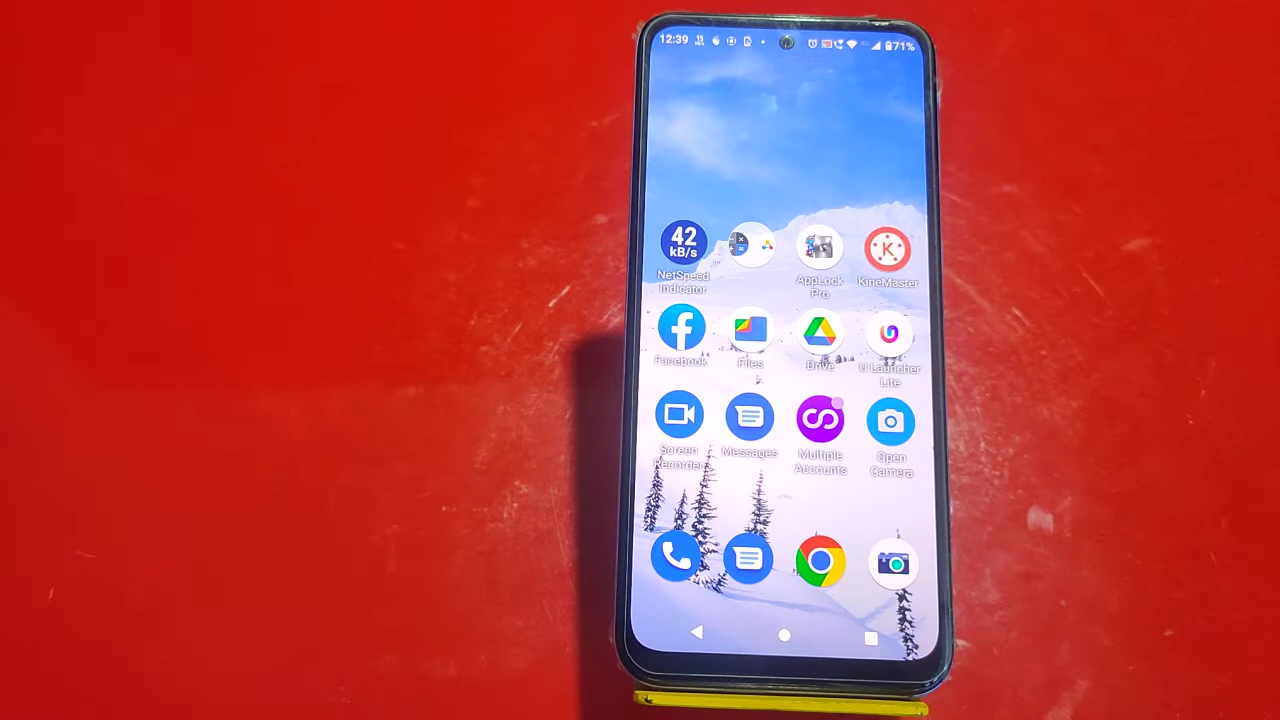 12:39
71%
42
kB/s
NetSpeed
Indicator
AppLock
Pro
K
KineMaster
Facebook
Files
Drive
U Launcher
Lite
Screen
Recorder
Messages
Multiple
Accounts
Open
Camera